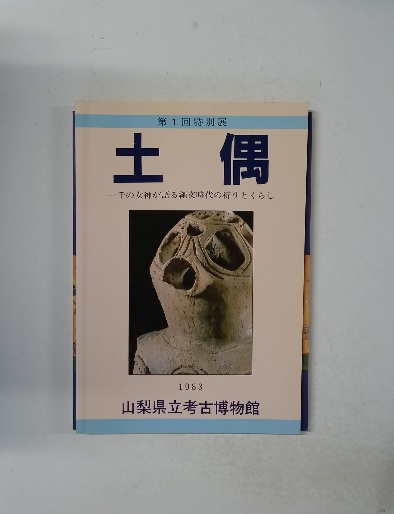 第1回特別展
土偶
―千の女神が語る縄文時代の祈りとくらし
1983
山梨県立考古博物館